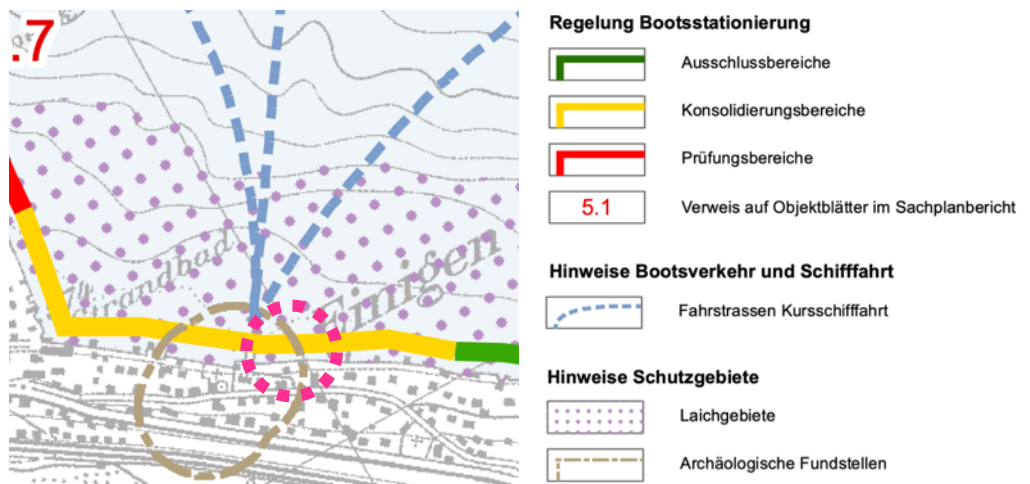 .7
74
Strandbad
Einigen
Regelung Bootsstationierung
Ausschlussbereiche
Konsolidierungsbereiche
Prüfungsbereiche
5.1
Verweis auf Objektblätter im Sachplanbericht
Hinweise Bootsverkehr und Schifffahrt
Fahrstrassen Kursschifffahrt
Hinweise Schutzgebiete
Laichgebiete
Archäologische Fundstellen